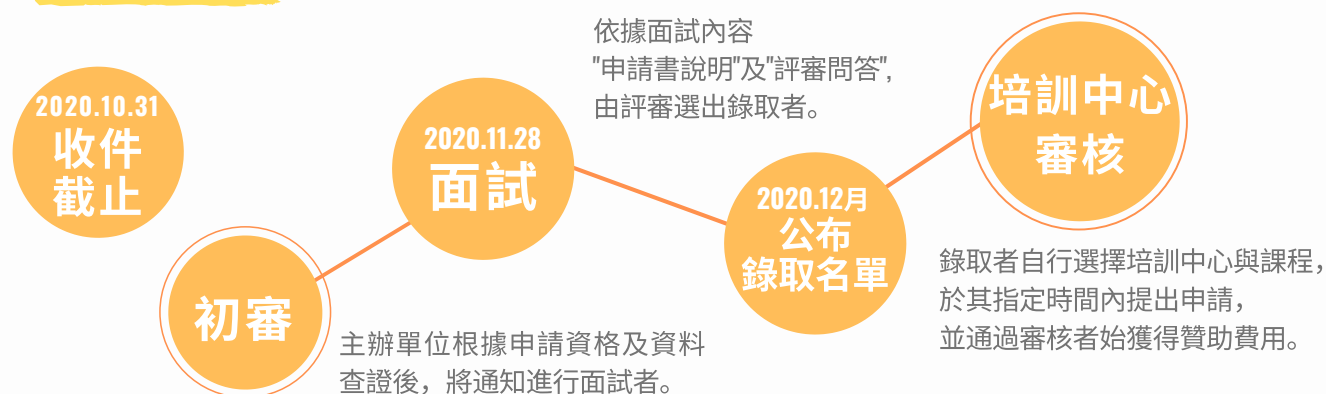 2020.10.31
收件
截止
初審
主辦單位根據申請資格及資料
查證後，將通知進行面試者。
2020.11.28
面試
依據面試內容
"申請書說明"及"評審問答",
由評審選出錄取者。
2020.12月
公布
錄取名單
培訓中心
審核
錄取者自行選擇培訓中心與課程，
於其指定時間內提出申請，
並通過審核者始獲得贊助費用。